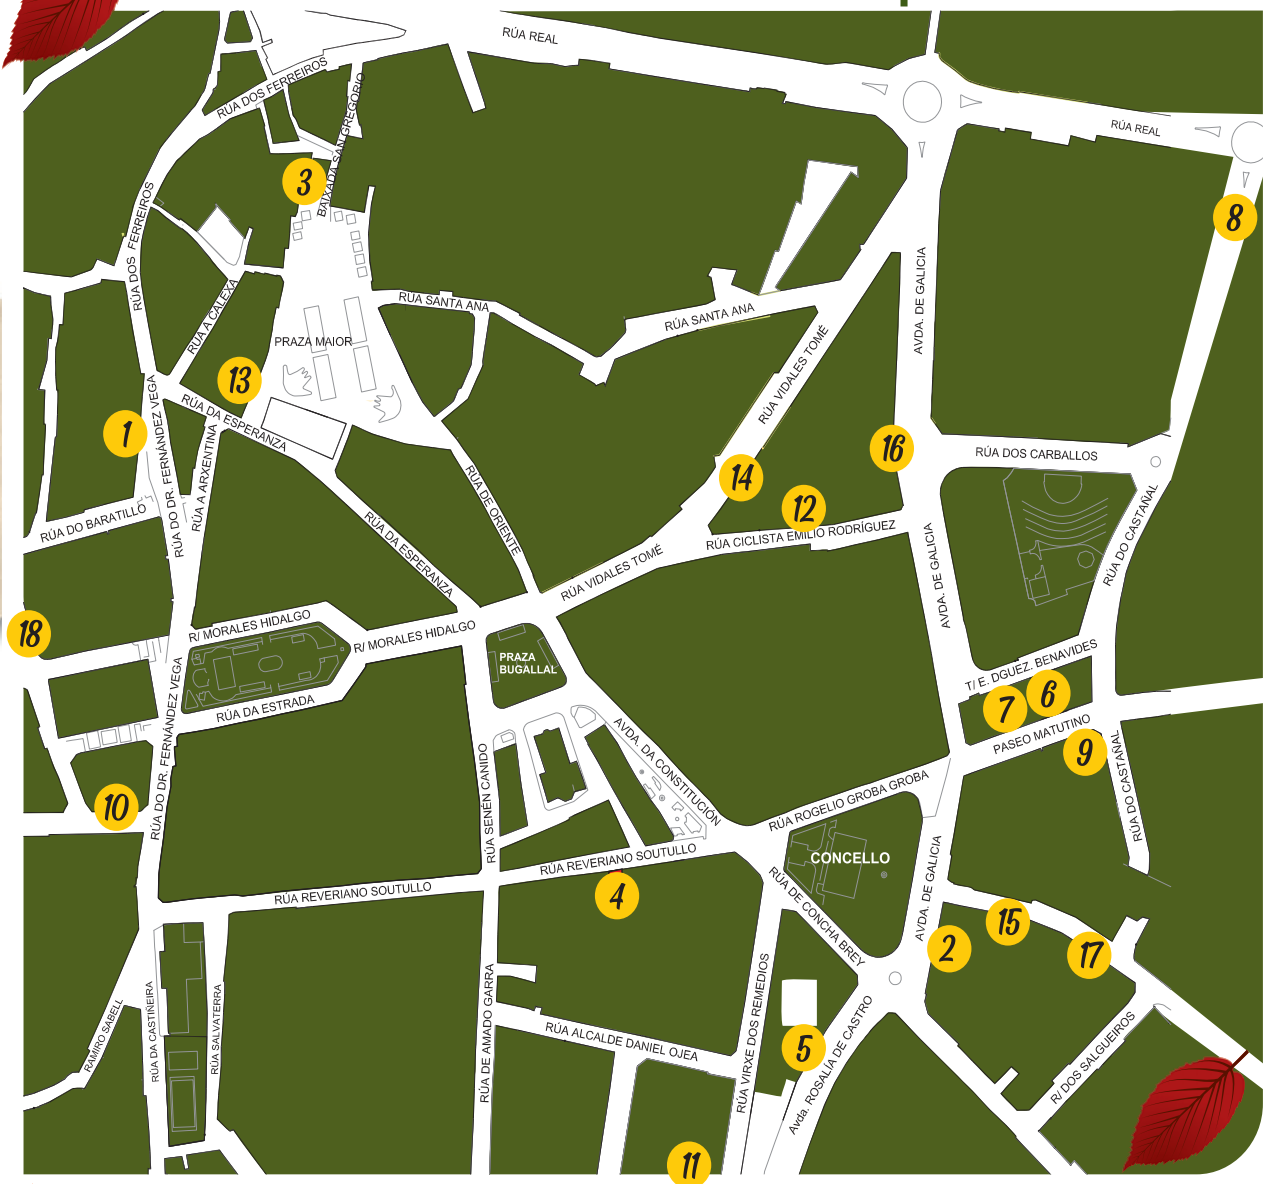 RÚA REAL
RÚA REAL
RÚA DOS FERREIROS
BAIXADA SAN GREGORIO
3
8
RÚA DOS FERREIROS
RÚA A CALEXA
RUA SANTA ANA
RÚA SANTA ANA
AVDA. DE GALICIA
PRAZA MAIOR
RÚA VIDALES TOMÉ
13
1
RÚA DA ESPERANZA
RÚA DO DR. FERNÁNDEZ VEGA
RÚA A ARXENTINA
16
RÚA DOS CARBALLOS
14
12
RÚA DO BARATILLO
RÚA DE ORIENTE
RÚA DA ESPERANZA
RÚA CICLISTA EMILIO RODRÍGUEZ
RÚA DO CASTAÑAL
RÚA VIDALES TOMÉ
AVDA. DE GALICIA
18
R/ MORALES HIDALGO
R/ MORALES HIDALGO
PRAZA
BUGALLAL
T/ E. DGUEZ. BENAVIDES
6
7
RÚA DA ESTRADA
RÚA DO DR. FERNÁNDEZ VEGA
AVDA. DA CONSTITUCION
PASEO MATUTINO
9
RÚA DO CASTAÑAL
10
RÚA SENÉN CANIDO
RÚA ROGELIO GROBA GROBA
CONCELLO
RÚA REVERIANO SOUTULLO
RÚA REVERIANO SOUTULLO
4
RÚA DE CONCHA BREY
AVDA. DE GALICIA
15
2
17
RAMIRO SABELL
RÚA DA CASTIÑEIRA
RÚA SALVATERRA
RÚA DE AMADO GARRA
RÚA ALCALDE DANIEL OJEA
RÚA VIRXE DOS REMEDIOS
5
Avda. ROSALÍA DE CASTRO
R/ DOS SALGUEIROS
11